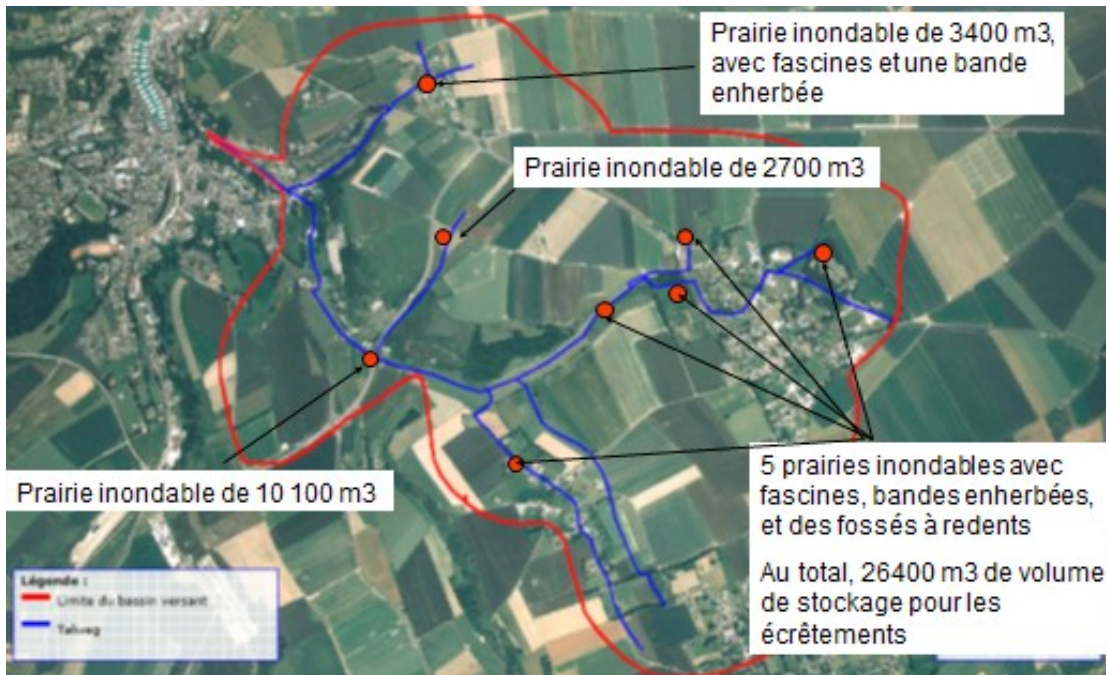 Prairie inondable de 3400 m3,
avec fascines et une bande
enherbée
Prairie inondable de 2700 m3
Prairie inondable de 10 100 m3
5 prairies inondables avec
fascines, bandes enherbées,
et des fossés à redents
Au total, 26400 m3 de volume
de stockage pour les
écrêtements
Légende :
Limite du bassin versant
Talweg